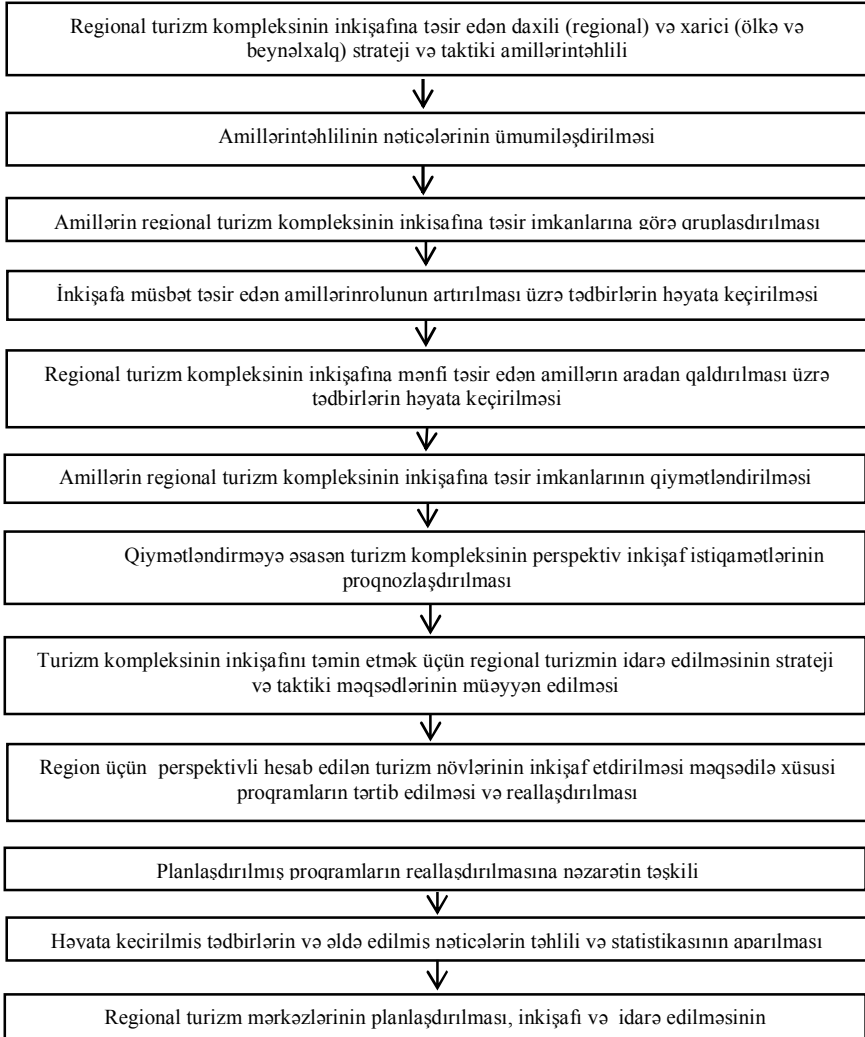 Regional turizm kompleksinin inkişafına təsir edən daxili (regional) və xarici (ölkə və
beynəlxalq) strateji və taktiki amillərintəhlili
Amillərintəhlilinin nəticələrinin ümumiləşdirilməsi
Amillərin regional turizm kompleksinin inkişafına təsir imkanlarına görə qruplaşdırılması
İnkişafa müsbət təsir edən amillərinrolunun artırılması üzrə tədbirlərin həyata keçirilməsi
Regional turizm kompleksinin inkişafına mənfi təsir edən amillərın aradan qaldırılması üzrə
tədbirlərin həyata keçirilməsi
Amillərin regional turizm kompleksinin inkişafına təsir imkanlarının qiymətləndirilməsi
Qiymətləndirməyə əsasən turizm kompleksinin perspektiv inkişaf istiqamətlərinin
proqnozlaşdırılması
Turizm kompleksinin inkişafını təmin etmək üçün regional turizmin idarə edilməsinin strateji
və taktiki məqsədlərinin müəyyən edilməsi
Region üçün perspektivli hesab edilən turizm növlərinin inkişaf etdirilməsi məqsədilə xüsusi
proqramların tərtib edilməsi və reallaşdırılması
Planlaşdırılmış proqramların reallaşdırılmasına nəzarətin təşkili
Həyata keçirilmiş tədbirlərin və əldə edilmiş nəticələrin təhlili və statistikasının aparılması
Regional turizm mərkəzlərinin planlaşdırılması, inkişafı və idarə edilməsinin